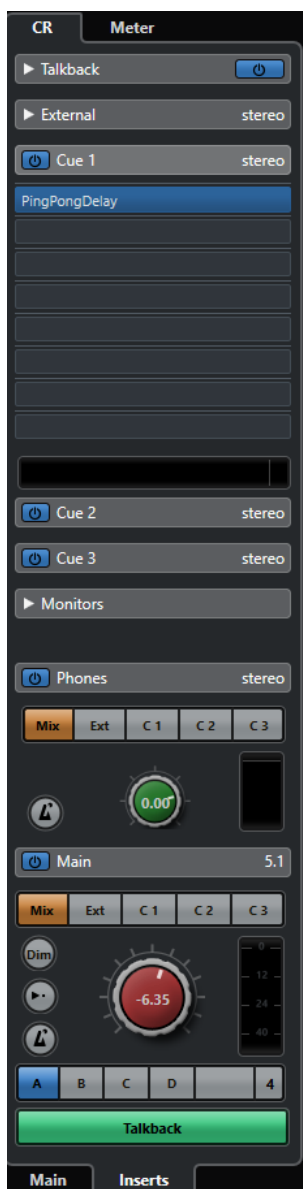 CR Meter
Talkback
External stereo
Cue 1 stereo
PingPongDelay
Cue 2 stereo
Cue 3 stereo
Monitors
Phones stereo
Mix Ext C 1 C 2 C 3
0.00
Main 5.1
Mix Ext C 1 C 2 C 3
Dim
0
12
-6.35
24
40
A B C D 4
Talkback
Main Inserts